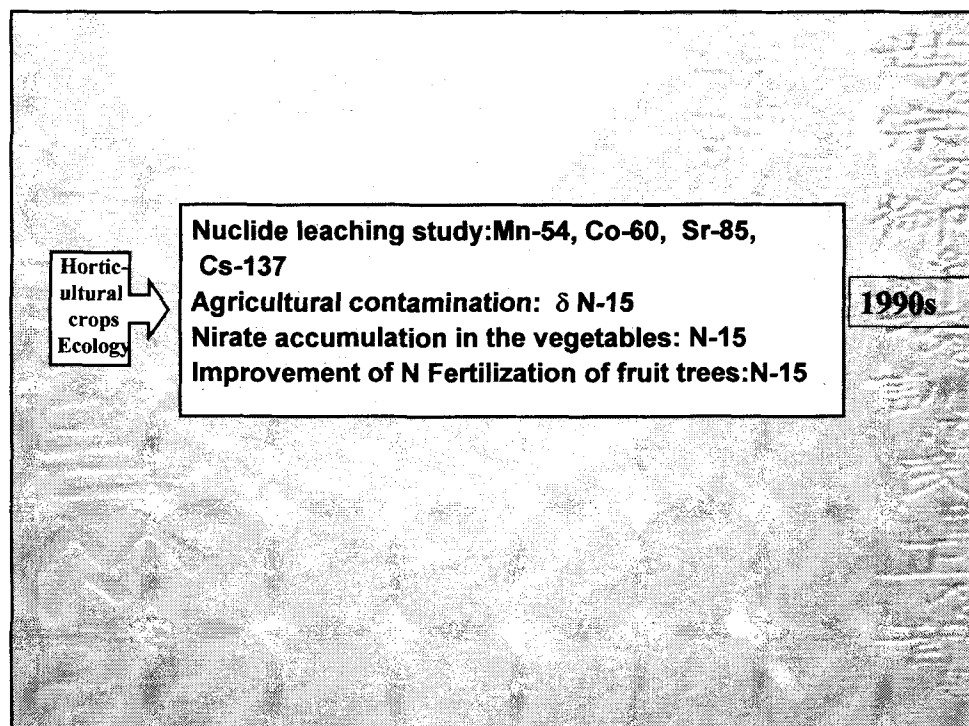 Hortic-
ultural
crops
Ecology
Nuclide leaching study:Mn-54, Co-60, Sr-85,
Cs-137
Agricultural contamination: δ N-15
Nirate accumulation in the vegetables: N-15
Improvement of N Fertilization of fruit trees:N-15
1990s